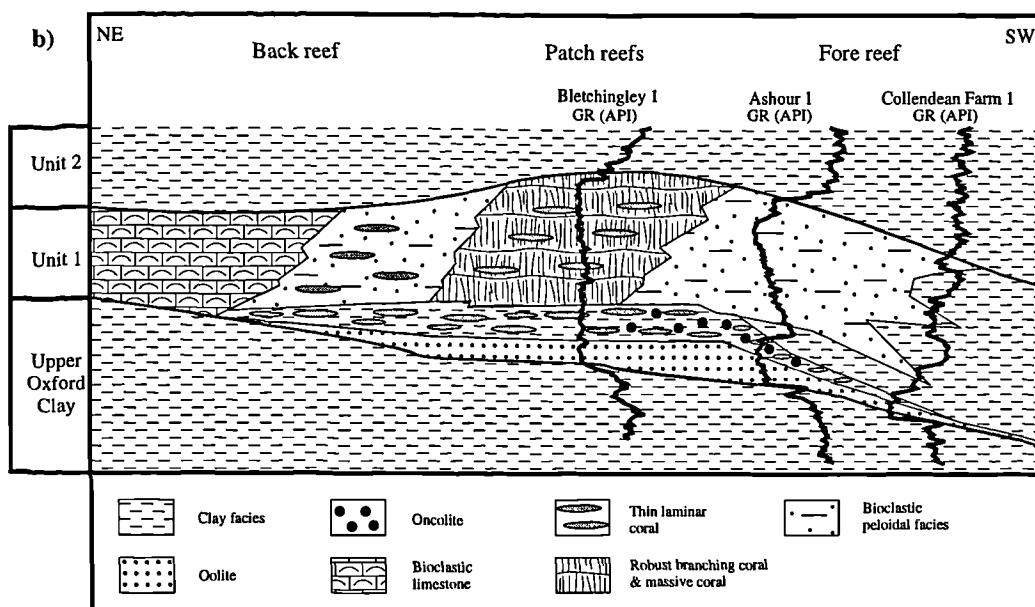 b)
NE
SW
Back reef
Patch reefs
Fore reef
Bletchingley 1
GR (API)
Ashour 1
GR (API)
Collendean Farm 1
GR (API)
Unit 2
Unit 1
Upper
Oxford
Clay
Clay facies
Oncolite
Thin laminar
coral
Bioclastic
peloidal facies
Oolite
Bioclastic
limestone
Robust branching coral
& massive coral